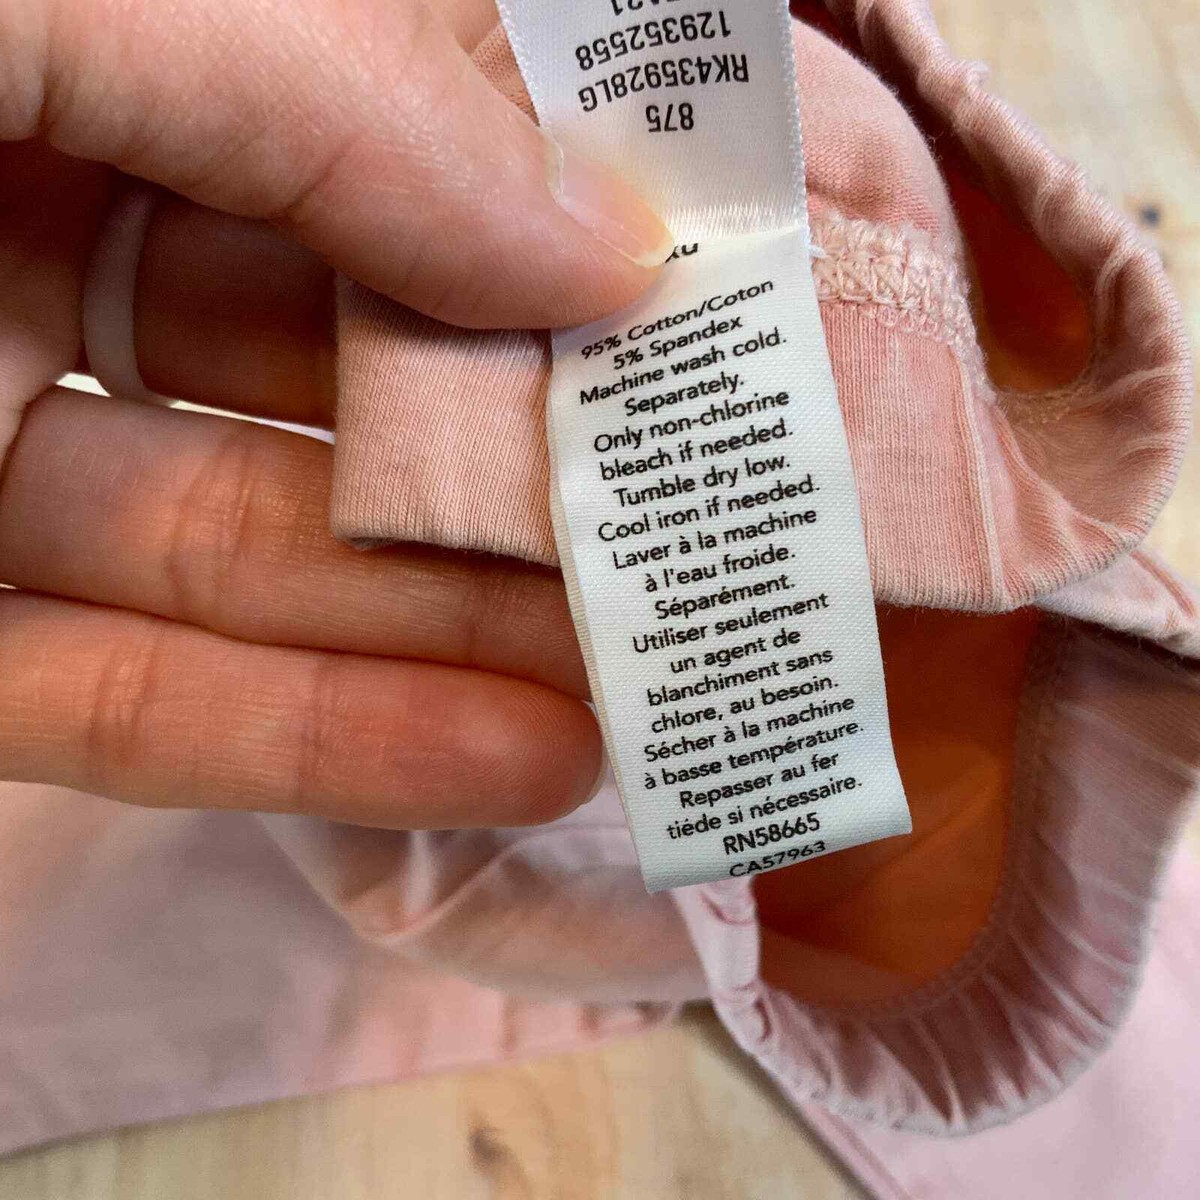 875
RK435928LG
129352558
95% Cotton/Coton
5% Spandex
Machine wash cold.
Separately.
Only non-chlorine
bleach if needed.
Tumble dry low.
Cool iron if needed.
Laver à la machine
à l'eau froide.
Séparément.
Utiliser seulement
un agent de
blanchiment sans
chlore, au besoin.
Sécher à la machine
à basse température.
Repasser au fer
tiéde si nécessaire.
RN58665
CA57963